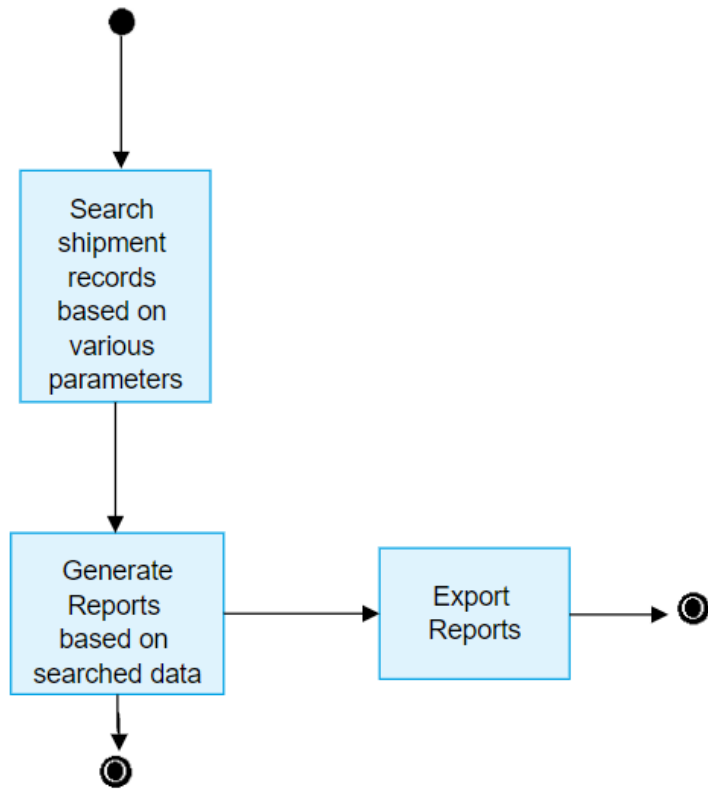 Search
shipment
records
based on
various
parameters
Generate
Reports
based on
searched data
Export
Reports